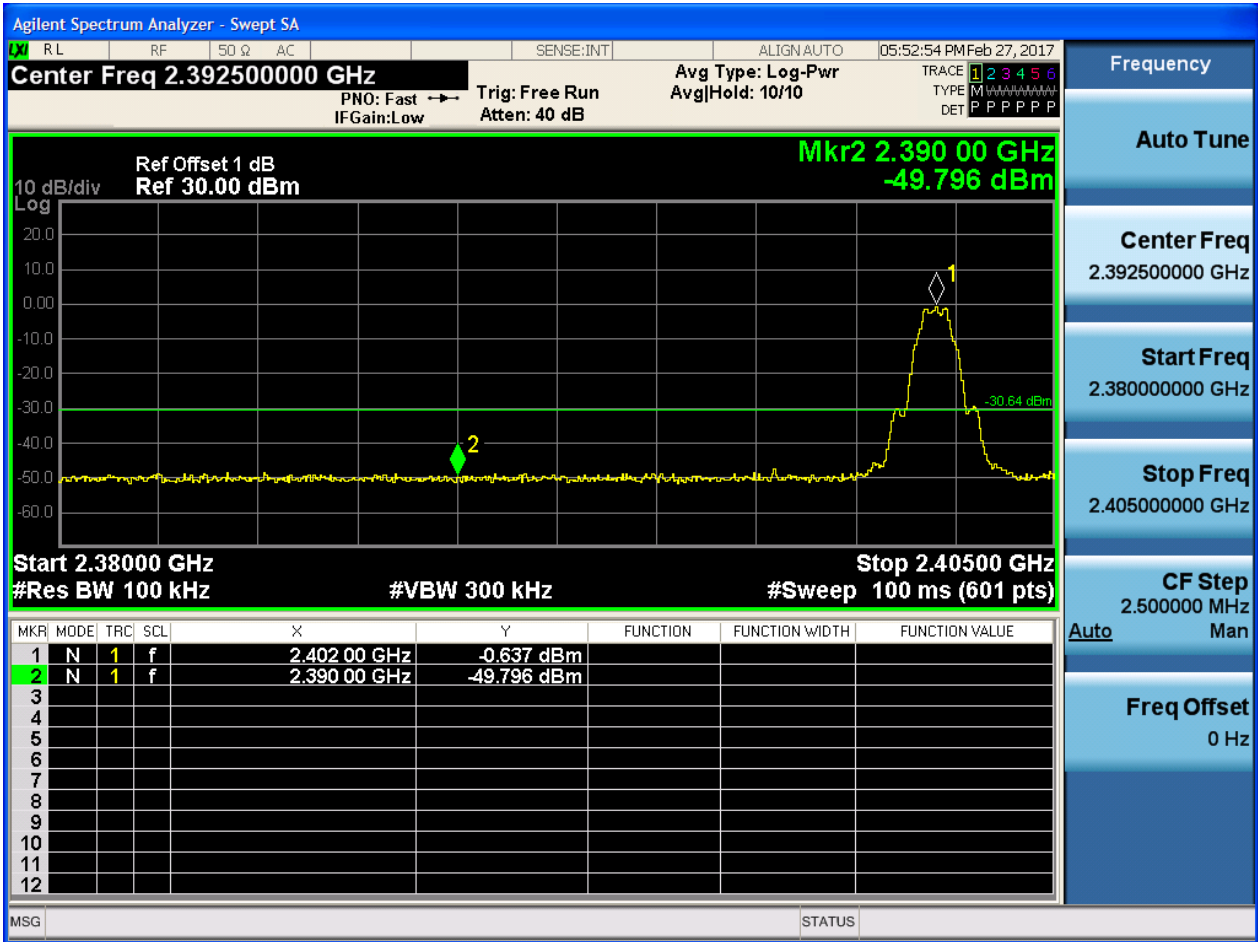 Agilent Spectrum Analyzer - Swept SA
LXI RL RF 50 Ω AC SENSE:INT ALIGN AUTO 05:52:54 PM Feb 27, 2017
Center Freq 2.392500000 GHz
PNO: Fast
IFGain:Low
Trig: Free Run
Atten: 40 dB
Avg Type: Log-Pwr
Avg|Hold: 10/10
TRACE 1 2 3 4 5 6
TYPE M WWWWW
DET P P P P P P
Mkr2 2.390 00 GHz
-49.796 dBm
Ref Offset 1 dB
10 dB/div Ref 30.00 dBm
Log
20.0
10.0
0.00
-10.0
-20.0
-30.0
-40.0
-50.0
-60.0
1
-30.64 dBm
2
Start 2.38000 GHz Stop 2.40500 GHz
#Res BW 100 kHz #VBW 300 kHz #Sweep 100 ms (601 pts)
MKR MODE TRC SCL X Y FUNCTION FUNCTION WIDTH FUNCTION VALUE
1 N 1 f 2.402 00 GHz -0.637 dBm
2 N 1 f 2.390 00 GHz -49.796 dBm
3
4
5
6
7
8
9
10
11
12
MSG STATUS
Frequency
Auto Tune
Center Freq
2.392500000 GHz
Start Freq
2.380000000 GHz
Stop Freq
2.405000000 GHz
CF Step
2.500000 MHz
Auto Man
Freq Offset
0 Hz